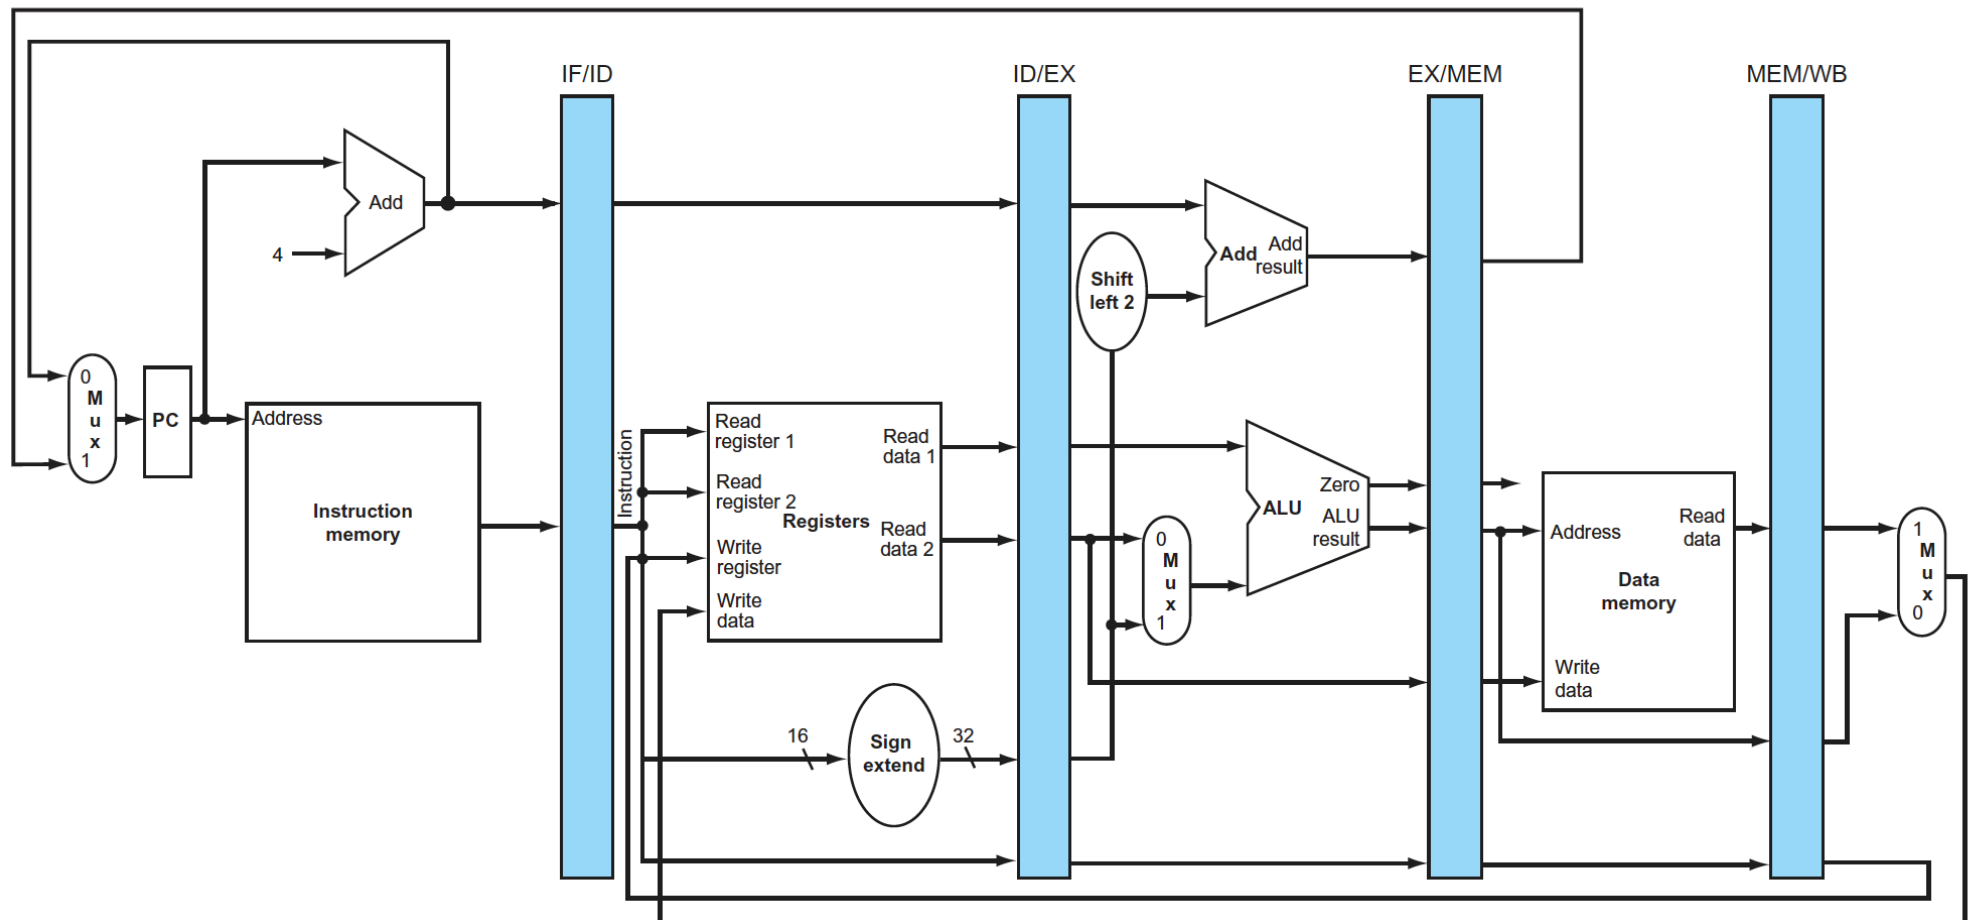 IF/ID
ID/EX
EX/MEM
MEM/WB
Add
4
Add
Add
result
Shift
left 2
0
M
u
x
1
PC
Address
Instruction
memory
Instruction
Read
register 1
Read
register 2
Write
register
Write
data
Registers
Read
data 1
Read
data 2
0
M
u
x
1
ALU
Zero
ALU
result
Address
Read
data
Data
memory
Write
data
1
M
u
x
0
16
Sign
extend
32